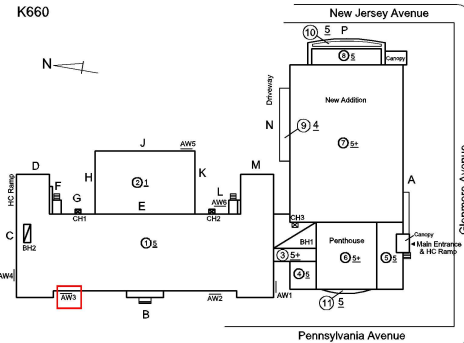 K660
New Jersey Avenue
10 5 P
8 5
Canopy
N
Driveway
New Addition
J
AW5
N
9 4
D
M
7 5+
HC Ramp
F
H
2 1
K
A
Glenmore Avenue
G
L
AW6
E
CH1
CH2
CH3
C
BH2
1 5
BH1
Penthouse
Canopy
Main Entrance
& HC Ramp
3 5+
6 5+
5 5
AW4
4 5
AW3
AW2
AW1
B
11 5
Pennsylvania Avenue